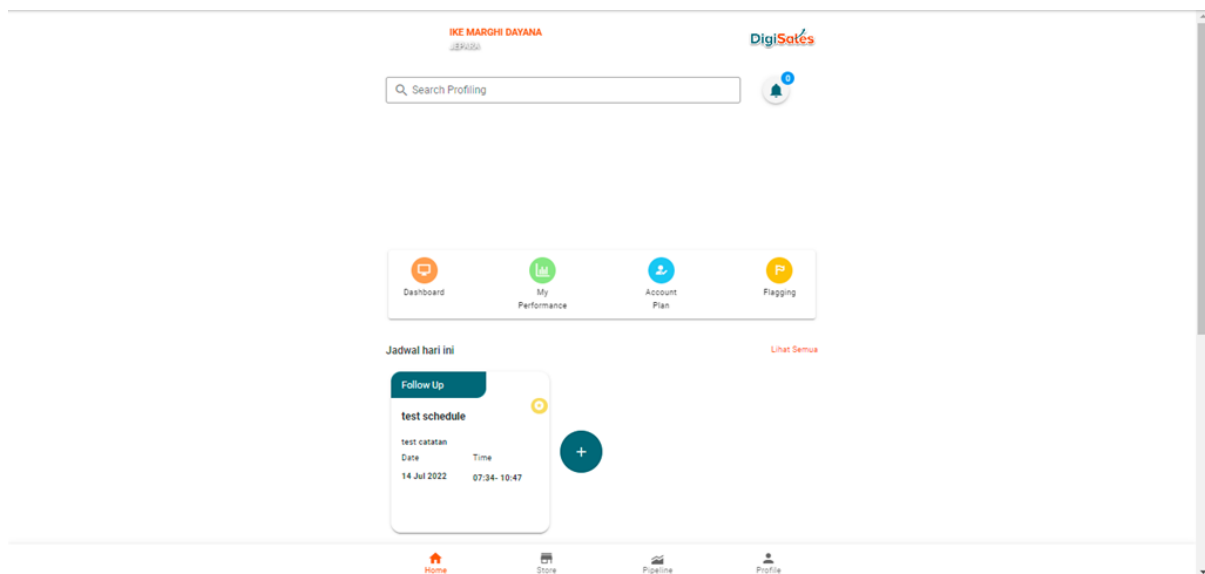 IKE MARGHI DAYANA
JEPARA
DigiSales
Search Profiling
0
Dashboard
My
Performance
Account
Plan
Flagging
Jadwal hari ini
Lihat Semua
Follow Up
test schedule
test catatan
Date Time
14 Jul 2022 07:34- 10:47
+
Home Store Pipeline Profile